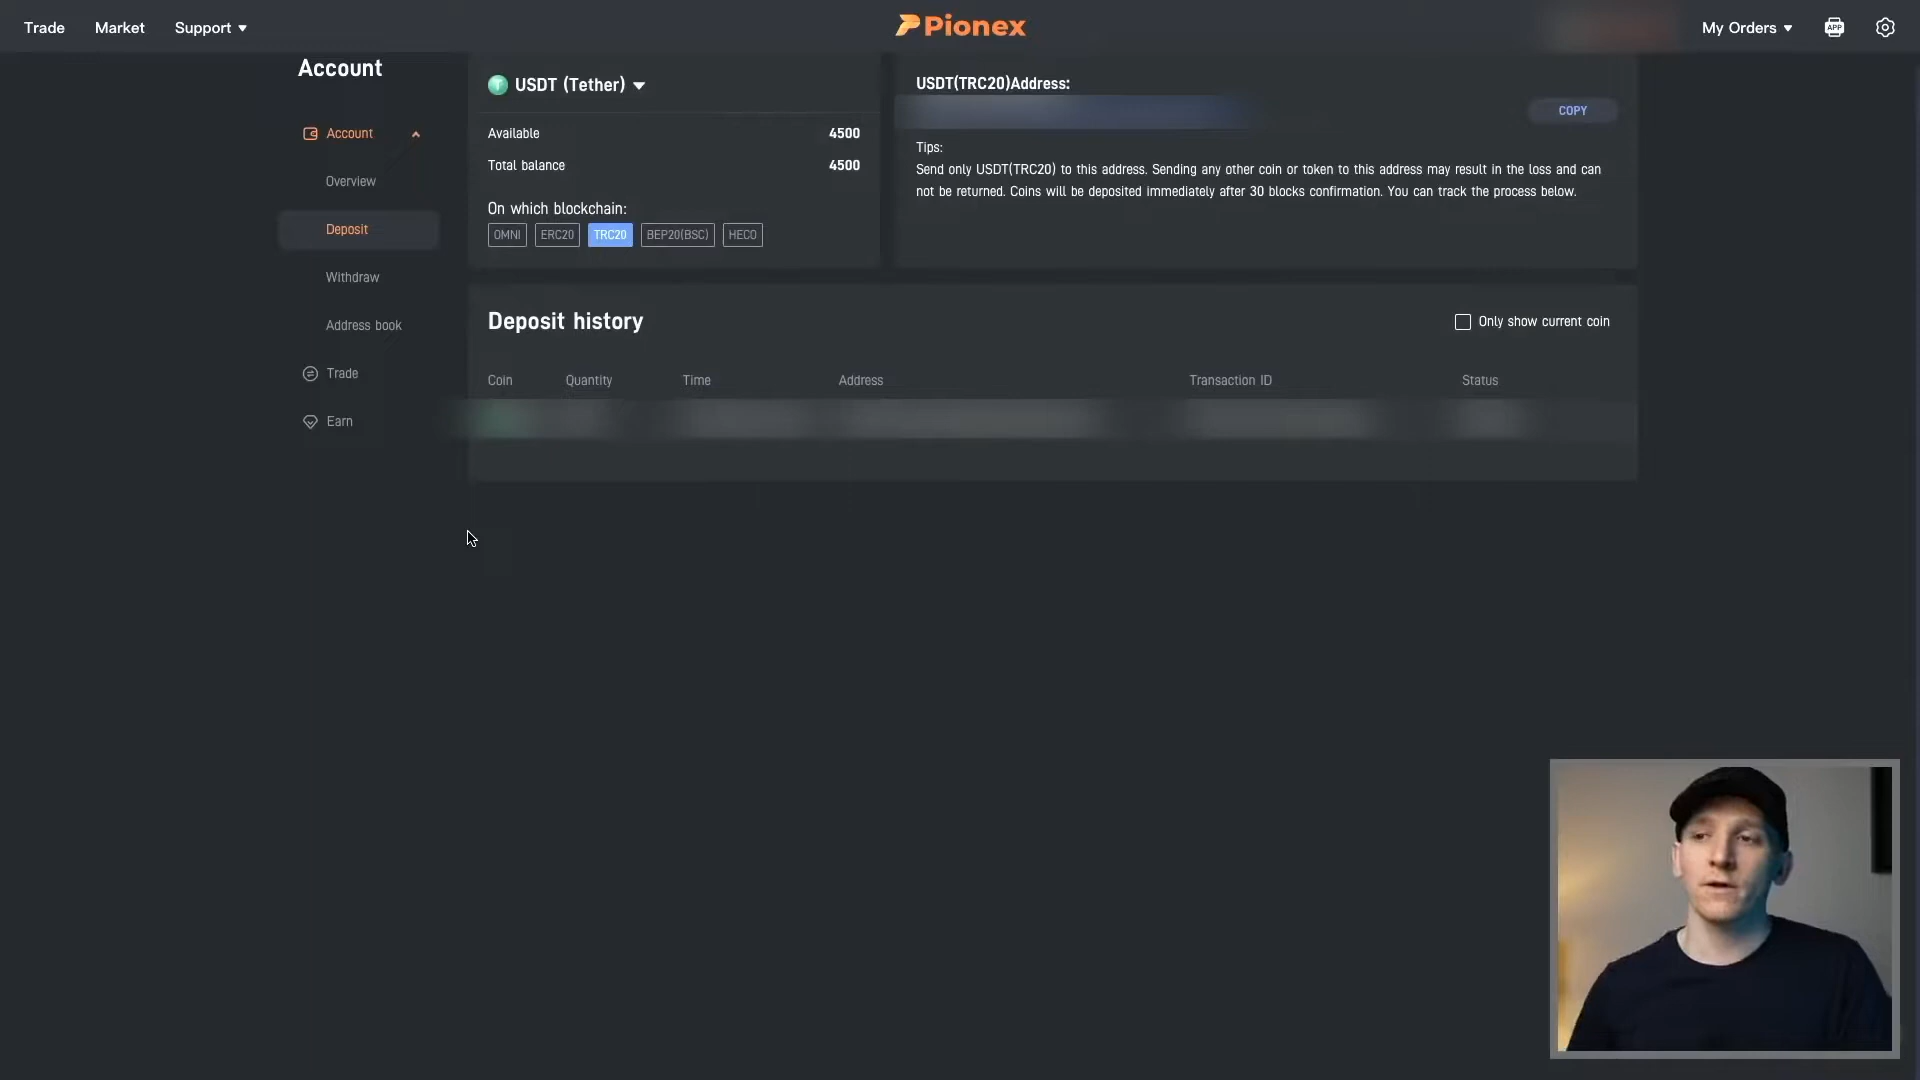 Trade Market Support
Pionex
My Orders
APP
Account
Account
Overview
Deposit
Withdraw
Address book
Trade
Earn
USDT (Tether)
Available 4500
Total balance 4500
On which blockchain:
OMNI ERC20 TRC20 BEP20(BSC) HECO
USDT(TRC20)Address:
COPY
Tips:
Send only USDT(TRC20) to this address. Sending any other coin or token to this address may result in the loss and can
not be returned. Coins will be deposited immediately after 30 blocks confirmation. You can track the process below.
Deposit history
Only show current coin
Coin Quantity Time Address Transaction ID Status